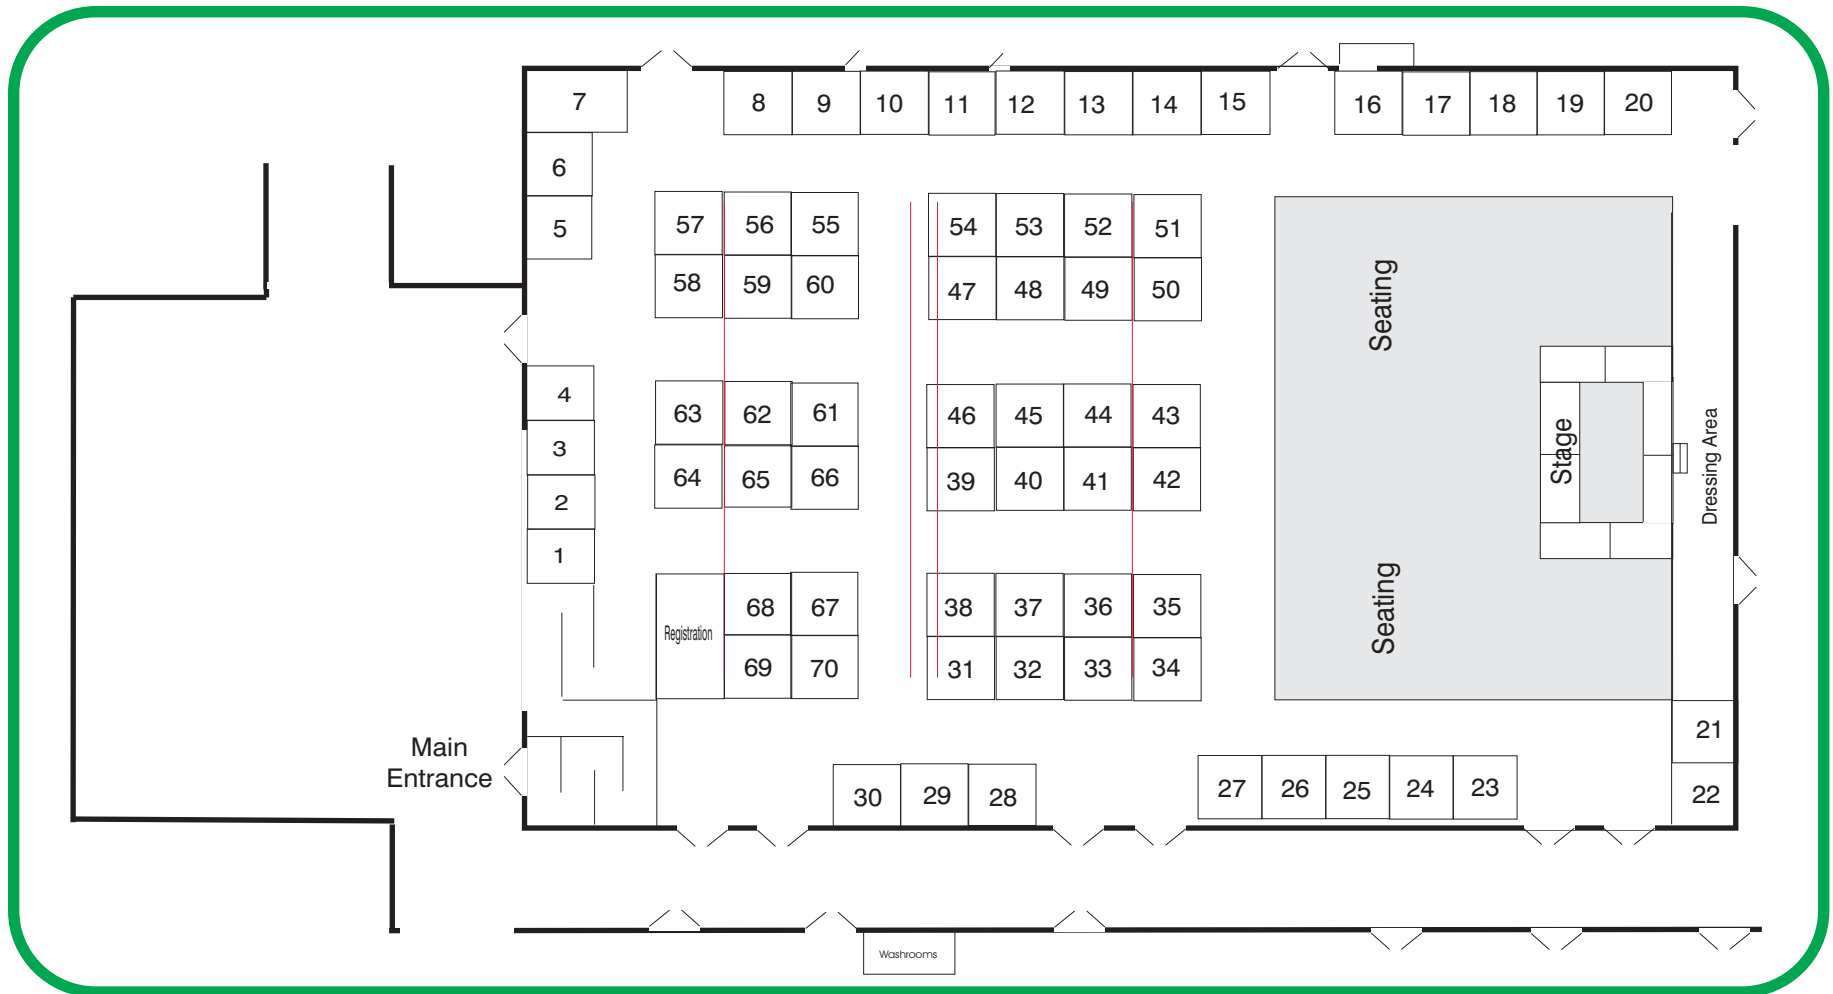 7
8 9 10 11 12 13 14 15 16 17 18 19 20
6
5
57 56 55 54 53 52 51
58 59 60 47 48 49 50
Seating
4
3
2
1
63 62 61 46 45 44 43
64 65 66 39 40 41 42
Stage
Dressing Area
Registration
68 67 38 37 36 35
69 70 31 32 33 34
Seating
21
22
Main
Entrance
30 29 28
27 26 25 24 23
Washrooms